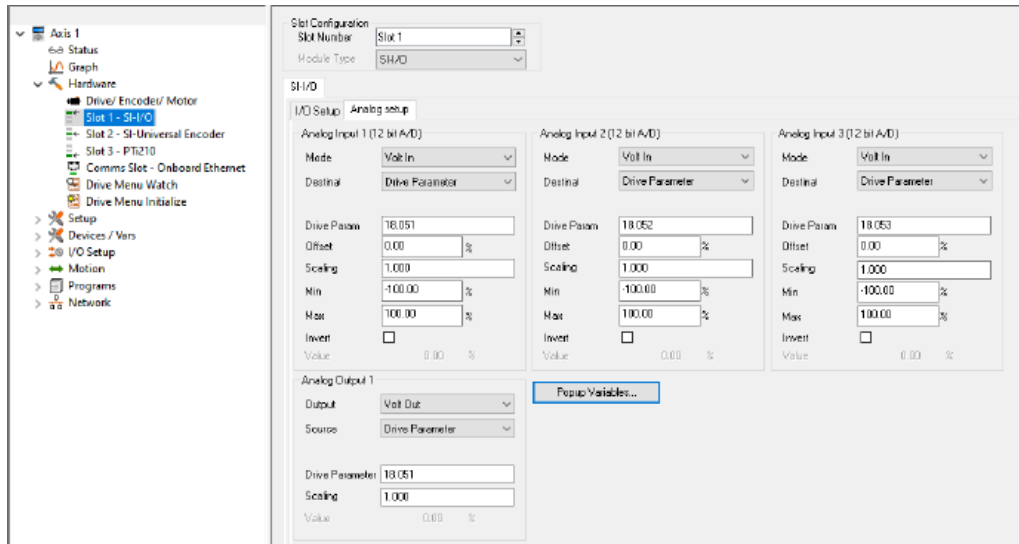 Axis 1
Status
Graph
Hardware
Drive/ Encoder/ Motor
Slot 1 - SI-I/O
Slot 2 - SI-Universal Encoder
Slot 3 - PTi210
Comms Slot - Onboard Ethernet
Drive Menu Watch
Drive Menu Initialize
Setup
Devices / Vars
I/O Setup
Motion
Programs
Network
Slot Configuration
Slot Number Slot 1
Module Type SI-I/O
SI-I/O
I/O Setup Analog setup
Analog Input 1 (12 bit A/D) Analog Input 2 (12 bit A/D) Analog Input 3 (12 bit A/D)
Mode Volt In Mode Volt In Mode Volt In
Destinal Drive Parameter Destinal Drive Parameter Destinal Drive Parameter
Drive Param 18.051 Drive Param 18.052 Drive Param 18.053
Offset 0.00 % Offset 0.00 % Offset 0.00 %
Scaling 1.000 Scaling 1.000 Scaling 1.000
Min -100.00 % Min -100.00 % Min -100.00 %
Max 100.00 % Max 100.00 % Max 100.00 %
Invert Invert Invert
Value 0.00 % Value 0.00 % Value 0.00 %
Analog Output 1
Popup Variables...
Output Volt Out
Source Drive Parameter
Drive Parameter 18.051
Scaling 1.000
Value 0.00 %